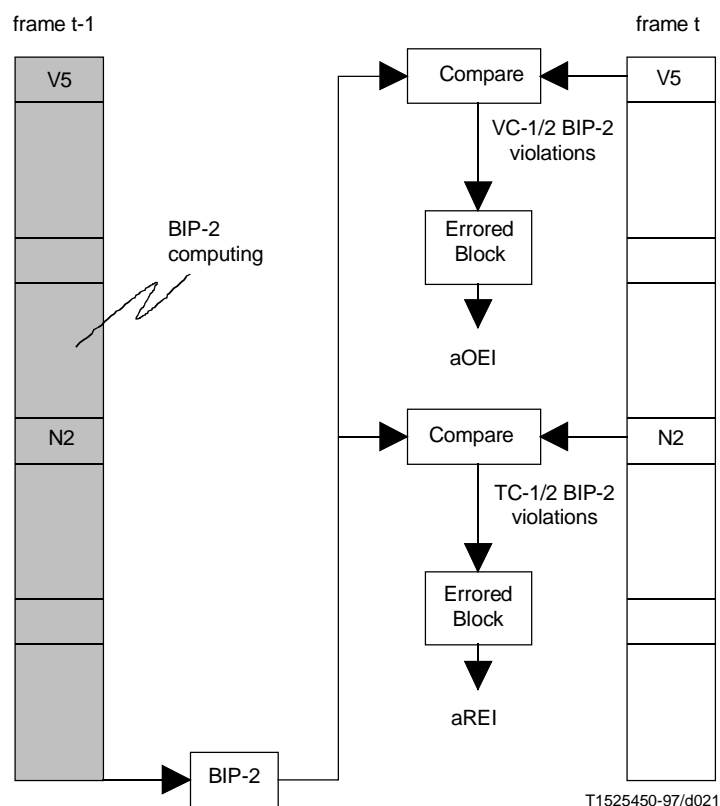 frame t-1
frame t
V5
Compare
V5
VC-1/2 BIP-2
violations
BIP-2
computing
Errored
Block
aOEI
N2
Compare
N2
TC-1/2 BIP-2
violations
Errored
Block
aREI
BIP-2
T1525450-97/d021